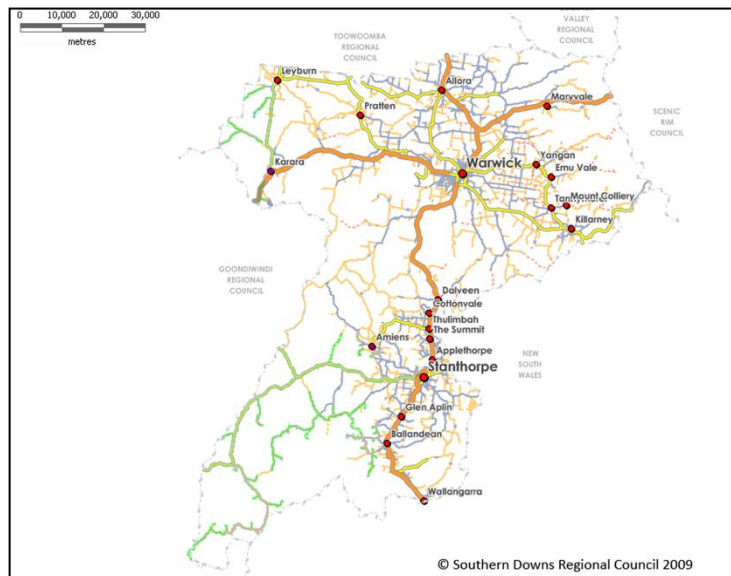 0 10,000 20,000 30,000
metres
VALLEY
REGIONAL
COUNCIL
TOOWOOMBA
REGIONAL
COUNCIL
Leyburn
Allora
Maryvale
Pratten
SCENIC
RIM
COUNCIL
Karara
Warwick
Yangan
Emu Vale
Mount Colliery
Killarney
GOONDIWINDI
REGIONAL
COUNCIL
Dalveen
Cottonvale
Thulimbah
The Summit
Amiens
Applethorpe
NEW
SOUTH
WALES
Stanthorpe
Glen Aplin
Ballandean
Wallangarra
© Southern Downs Regional Council 2009